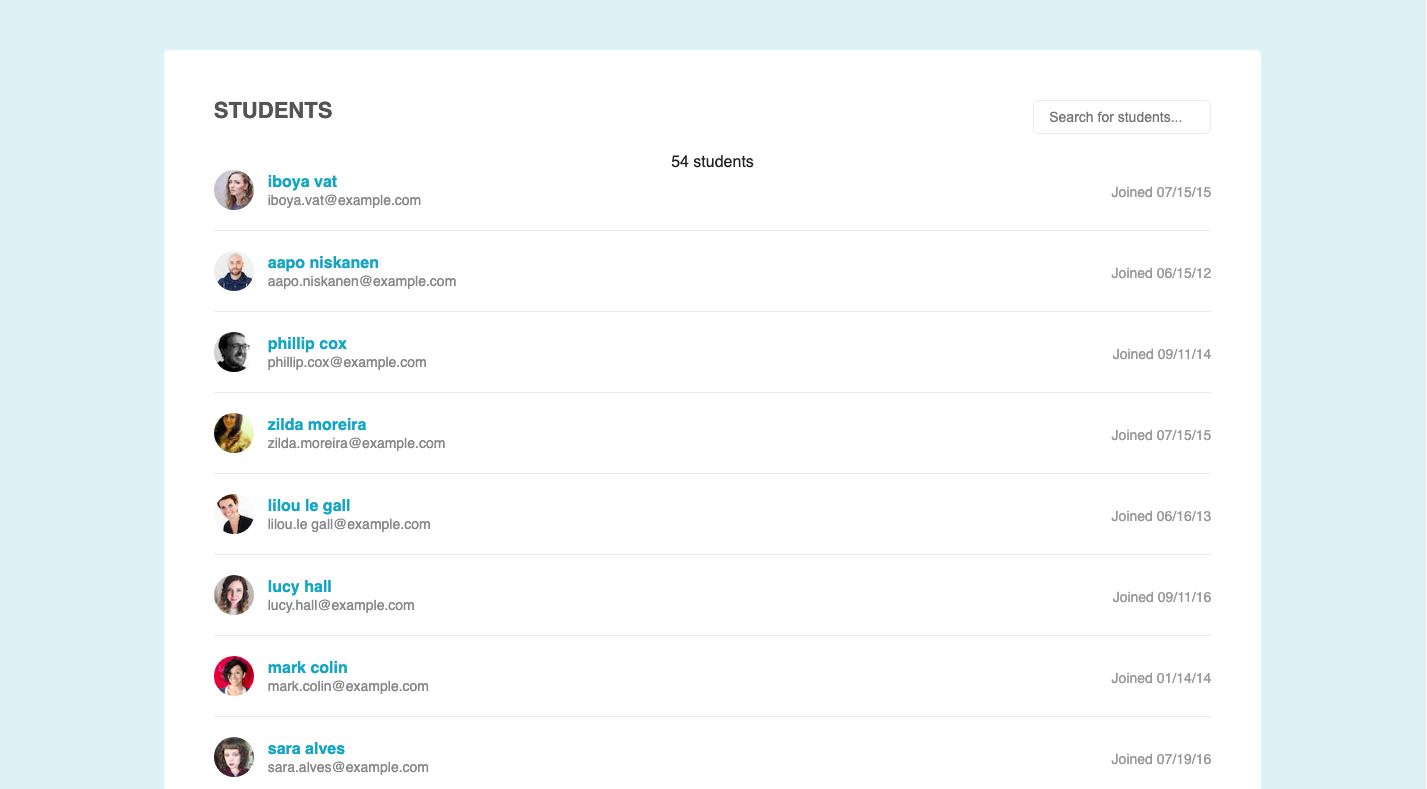 STUDENTS
Search for students...
54 students
iboya vat
iboya.vat@example.com
Joined 07/15/15
aapo niskanen
aapo.niskanen@example.com
Joined 06/15/12
phillip cox
phillip.cox@example.com
Joined 09/11/14
zilda moreira
zilda.moreira@example.com
Joined 07/15/15
lilou le gall
lilou.le gall@example.com
Joined 06/16/13
lucy hall
lucy.hall@example.com
Joined 09/11/16
mark colin
mark.colin@example.com
Joined 01/14/14
sara alves
sara.alves@example.com
Joined 07/19/16